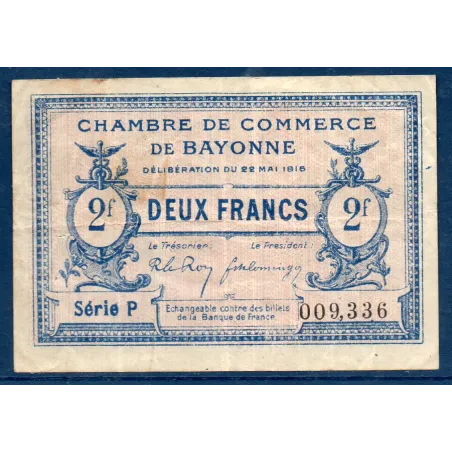 CHAMBRE DE COMMERCE
DE BAYONNE
DÉLIBÉRATION DU 22 MAI 1916
2f DEUX FRANCS 2f
Le Trésorier: Le Président:
Série P
Echangeable contre des billets
de la Banque de France.
009,336